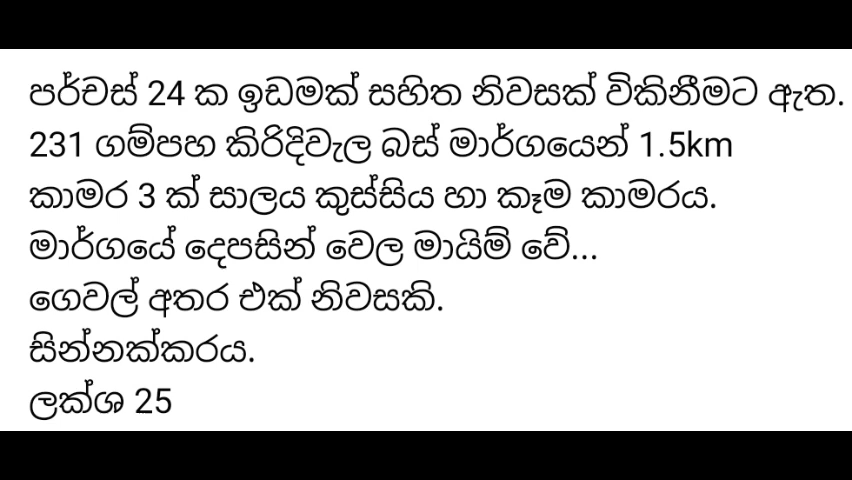 පර්චස් 24 ක ඉඩමක් සහිත නිවසක් විකිනීමට ඇත.
231 ගම්පහ කිරිදිවැල බස් මාර්ගයෙන් 1.5km
කාමර 3 ක් සාලය කුස්සිය හා කෑම කාමරය.
මාර්ගයේ දෙපසින් වෙල මායිම් වේ...
ගෙවල් අතර එක් නිවසකි.
සින්නක්කරය.
ලක්ශ 25